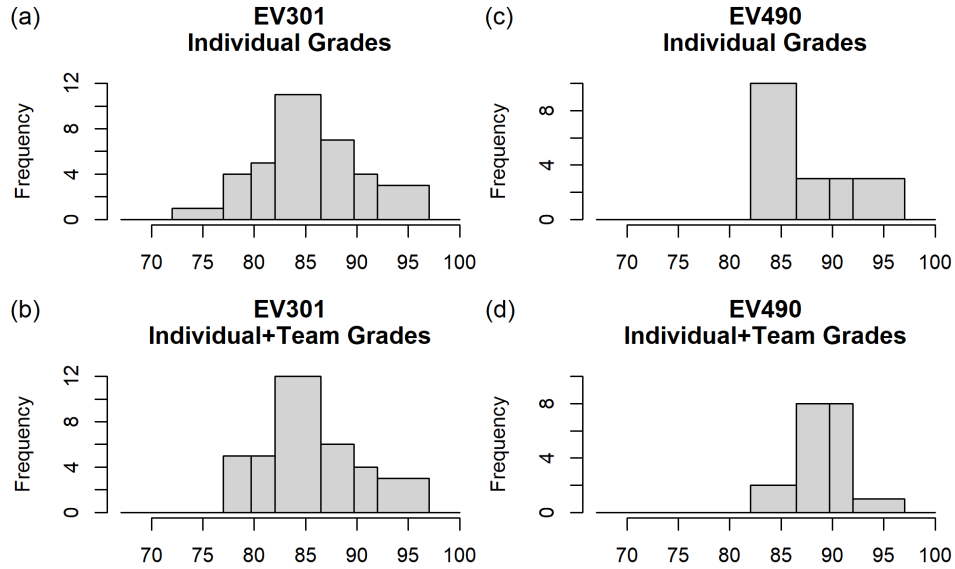 (a)
EV301
Individual Grades
Frequency
12
8
4
0
70 75 80 85 90 95 100
(c)
EV490
Individual Grades
Frequency
8
4
0
70 75 80 85 90 95 100
(b)
EV301
Individual+Team Grades
Frequency
12
8
4
0
70 75 80 85 90 95 100
(d)
EV490
Individual+Team Grades
Frequency
8
4
0
70 75 80 85 90 95 100